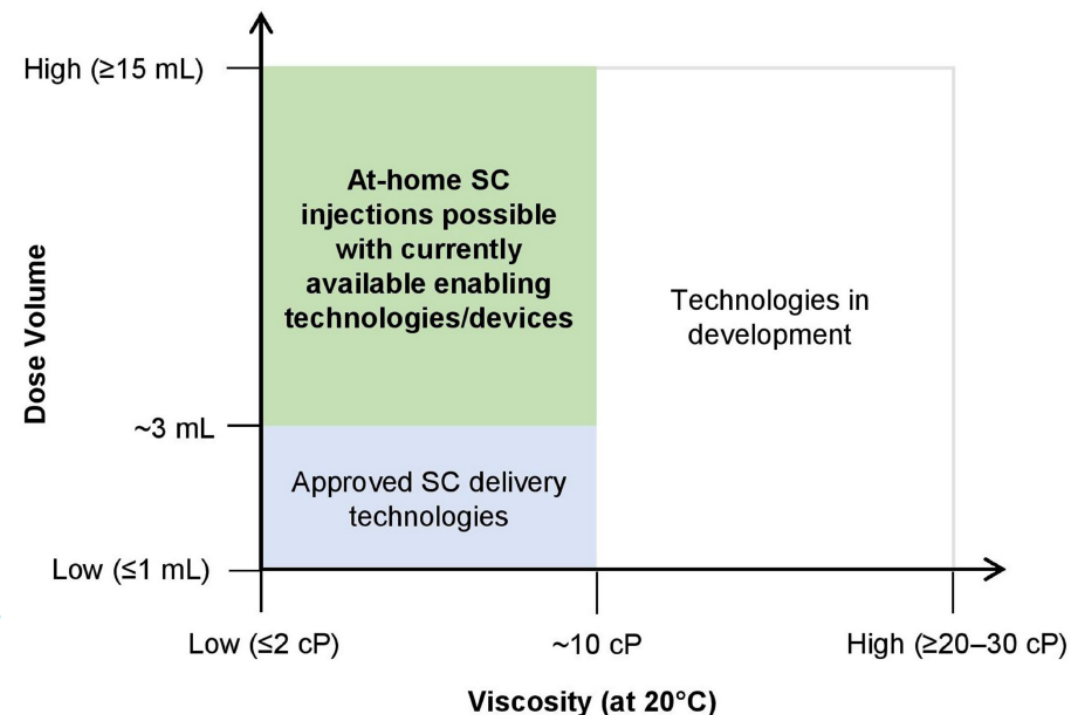 High (≥15 mL)
At-home SC
injections possible
with currently
available enabling
technologies/devices
Technologies in
development
Dose Volume
~3 mL
Approved SC delivery
technologies
Low (≤1 mL)
Low (≤2 cP)
~10 cP
High (≥20–30 cP)
Viscosity (at 20°C)